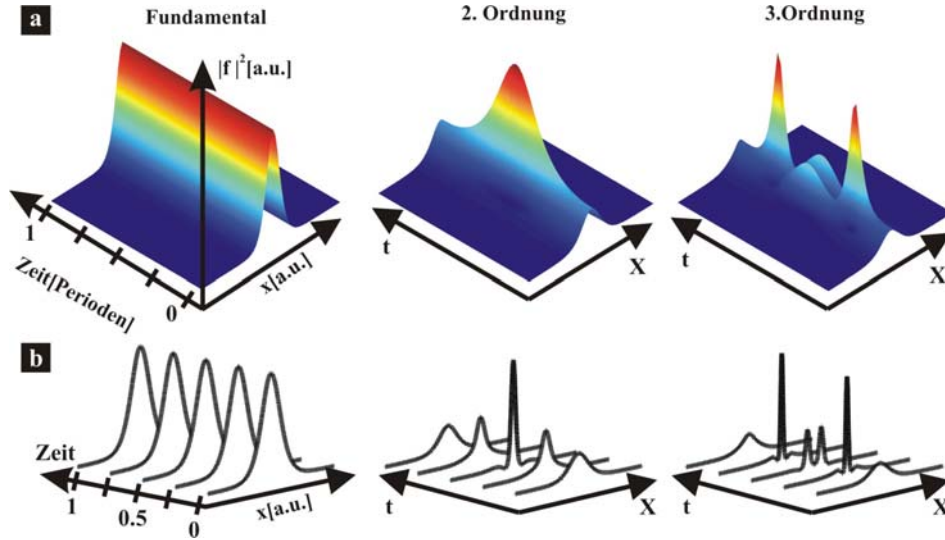 a
Fundamental
2. Ordnung
3.Ordnung
|f|²[a.u.]
1
Zeit[Perioden]
0
x[a.u.]
t
X
t
X
b
Zeit
1
0.5
0
x[a.u.]
t
X
t
X